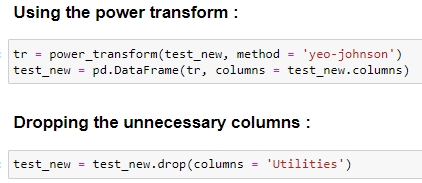 Using the power transform :
tr = power_transform(test_new, method = 'yeo-johnson')
test_new = pd.DataFrame(tr, columns = test_new.columns)
Dropping the unnecessary columns :
test_new = test_new.drop(columns = 'Utilities')